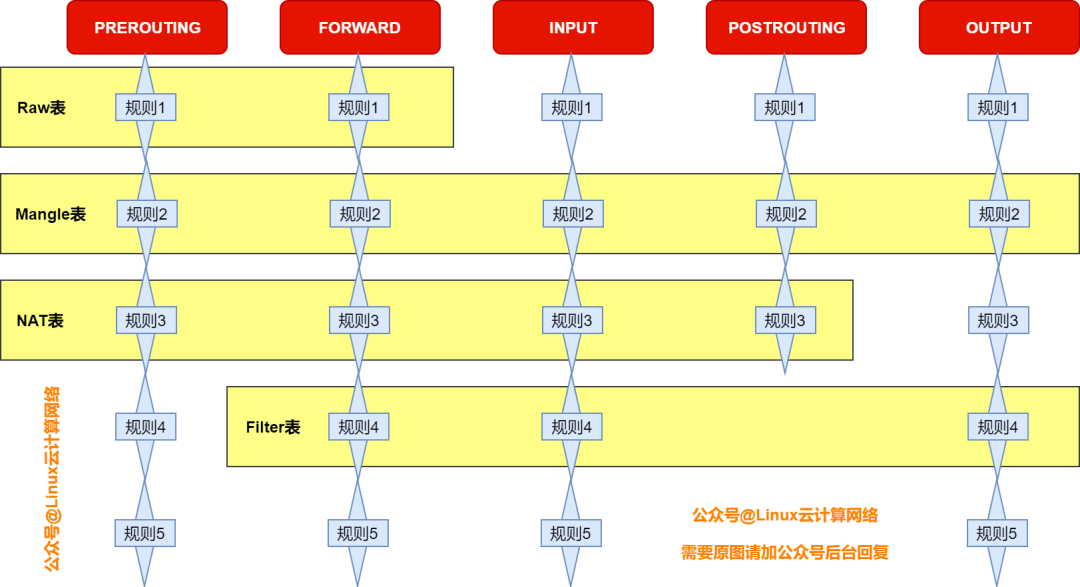 PREROUTING FORWARD INPUT POSTROUTING OUTPUT
Raw表 规则1 规则1 规则1 规则1 规则1
Mangle表 规则2 规则2 规则2 规则2 规则2
NAT表 规则3 规则3 规则3 规则3 规则3
规则4 Filter表 规则4 规则4 规则4
规则5 规则5 规则5 规则5
公众号@Linux云计算网络
公众号@Linux云计算网络
需要原图请加公众号后台回复